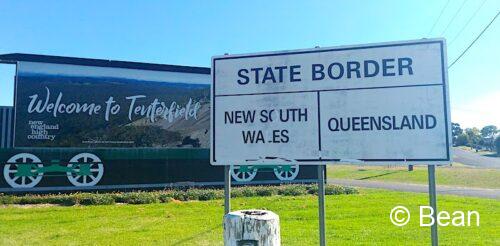 STATE BORDER
NEW SOUTH
WALES
QUEENSLAND
Welcome to Tenterfield
new
england
high
country
© Bean